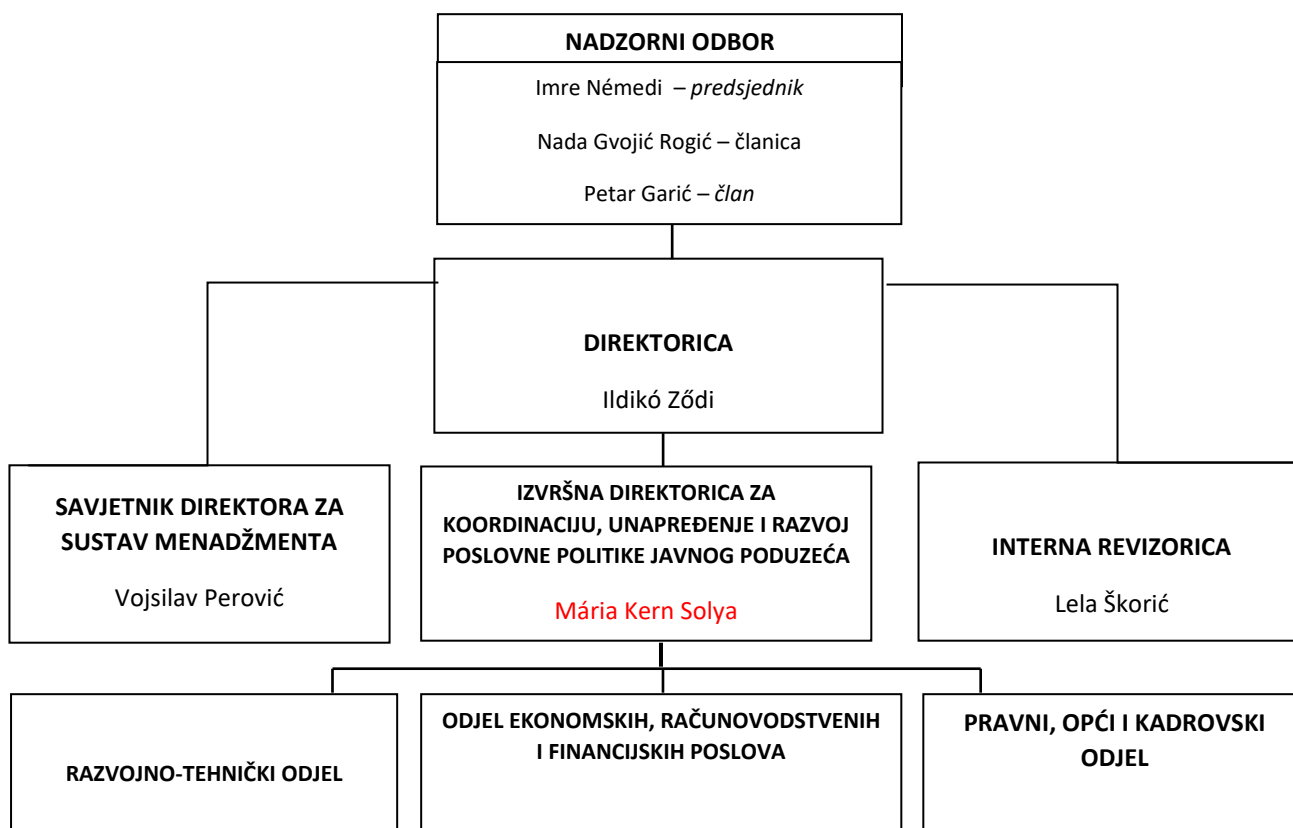 NADZORNI ODBOR
Imre Némedi – predsjednik
Nada Gvojić Rogić – članica
Petar Garić – član
DIREKTORICA
Ildikó Ződi
SAVJETNIK DIREKTORA ZA
SUSTAV MENADŽMENTA
Vojsilav Perović
IZVRŠNA DIREKTORICA ZA
KOORDINACIJU, UNAPREĐENJE I RAZVOJ
POSLOVNE POLITIKE JAVNOG PODUZEĆA
Mária Kern Solya
INTERNA REVIZORICA
Lela Škorić
RAZVOJNO-TEHNIČKI ODJEL
ODJEL EKONOMSKIH, RAČUNOVODSTVENIH
I FINANCIJSKIH POSLOVA
PRAVNI, OPĆI I KADROVSKI
ODJEL